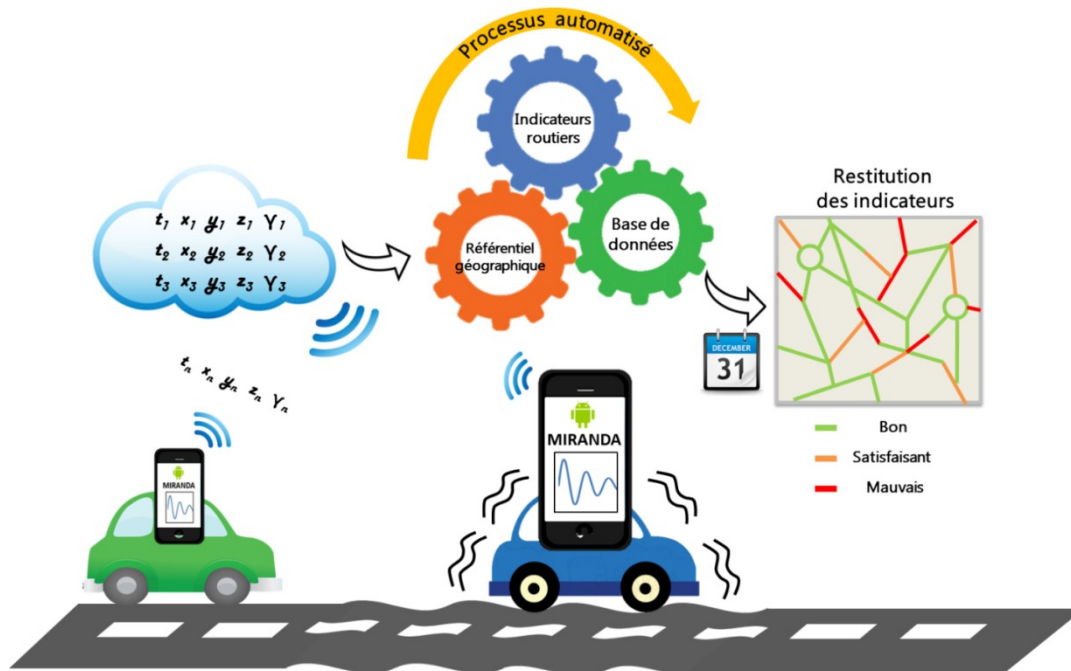 Processus automatisé
Indicateurs
routiers
Référentiel
géographique
Base de
données
t₁ x₁ y₁ z₁ γ₁
t₂ x₂ y₂ z₂ γ₂
t₃ x₃ y₃ z₃ γ₃
tₙ xₙ yₙ zₙ γₙ
Restitution
des indicateurs
DECEMBER
31
Bon
Satisfaisant
Mauvais
MIRANDA
MIRANDA